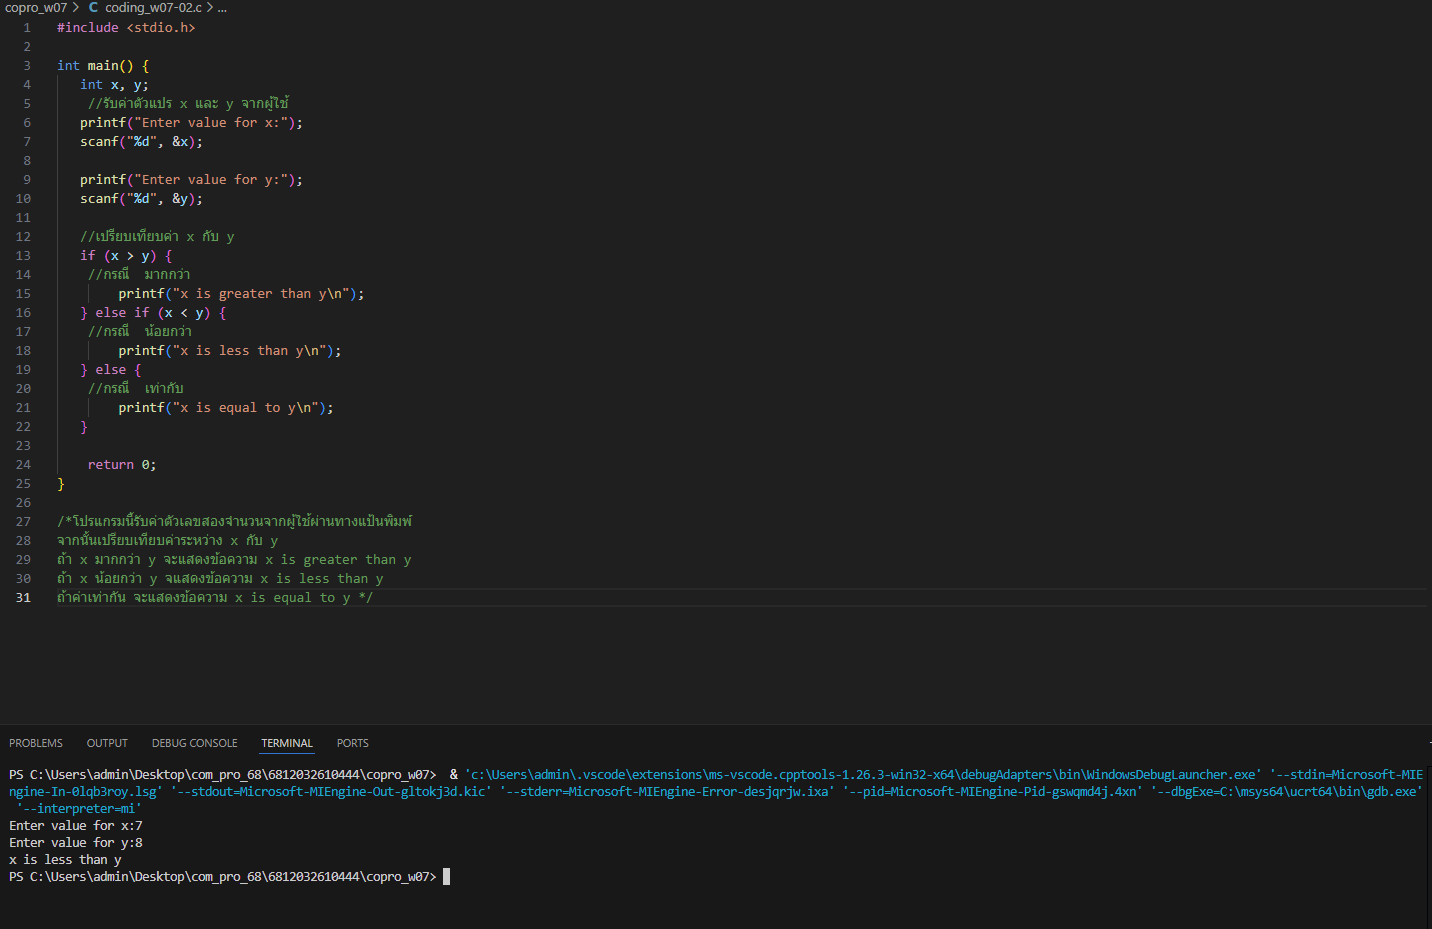 copro_w07 > C coding_w07-02.c > ...
1 #include <stdio.h>
2
3 int main() {
4 int x, y;
5 //รับค่าตัวแปร x และ y จากผู้ใช้
6 printf("Enter value for x:");
7 scanf("%d", &x);
8
9 printf("Enter value for y:");
10 scanf("%d", &y);
11
12 //เปรียบเทียบค่า x กับ y
13 if (x > y) {
14 //กรณี มากกว่า
15 printf("x is greater than y\n");
16 } else if (x < y) {
17 //กรณี น้อยกว่า
18 printf("x is less than y\n");
19 } else {
20 //กรณี เท่ากับ
21 printf("x is equal to y\n");
22 }
23
24 return 0;
25 }
26
27 /*โปรแกรมนี้รับค่าตัวเลขสองจำนวนจากผู้ใช้ผ่านทางแป้นพิมพ์
28 จากนั้นเปรียบเทียบค่าระหว่าง x กับ y
29 ถ้า x มากกว่า y จะแสดงข้อความ x is greater than y
30 ถ้า x น้อยกว่า y จแสดงข้อความ x is less than y
31 ถ้าค่าเท่ากัน จะแสดงข้อความ x is equal to y */
PROBLEMS OUTPUT DEBUG CONSOLE TERMINAL PORTS
PS C:\Users\admin\Desktop\com_pro_68\6812032610444\copro_w07> & 'c:\Users\admin\.vscode\extensions\ms-vscode.cpptools-1.26.3-win32-x64\debugAdapters\bin\WindowsDebugLauncher.exe' '--stdin=Microsoft-MIE
ngine-In-0lqb3roy.lsg' '--stdout=Microsoft-MIEngine-Out-gltokj3d.kic' '--stderr=Microsoft-MIEngine-Error-desjqrjw.ixa' '--pid=Microsoft-MIEngine-Pid-gswqmd4j.4xn' '--dbgExe=C:\msys64\ucrt64\bin\gdb.exe'
'--interpreter=mi'
Enter value for x:7
Enter value for y:8
x is less than y
PS C:\Users\admin\Desktop\com_pro_68\6812032610444\copro_w07>